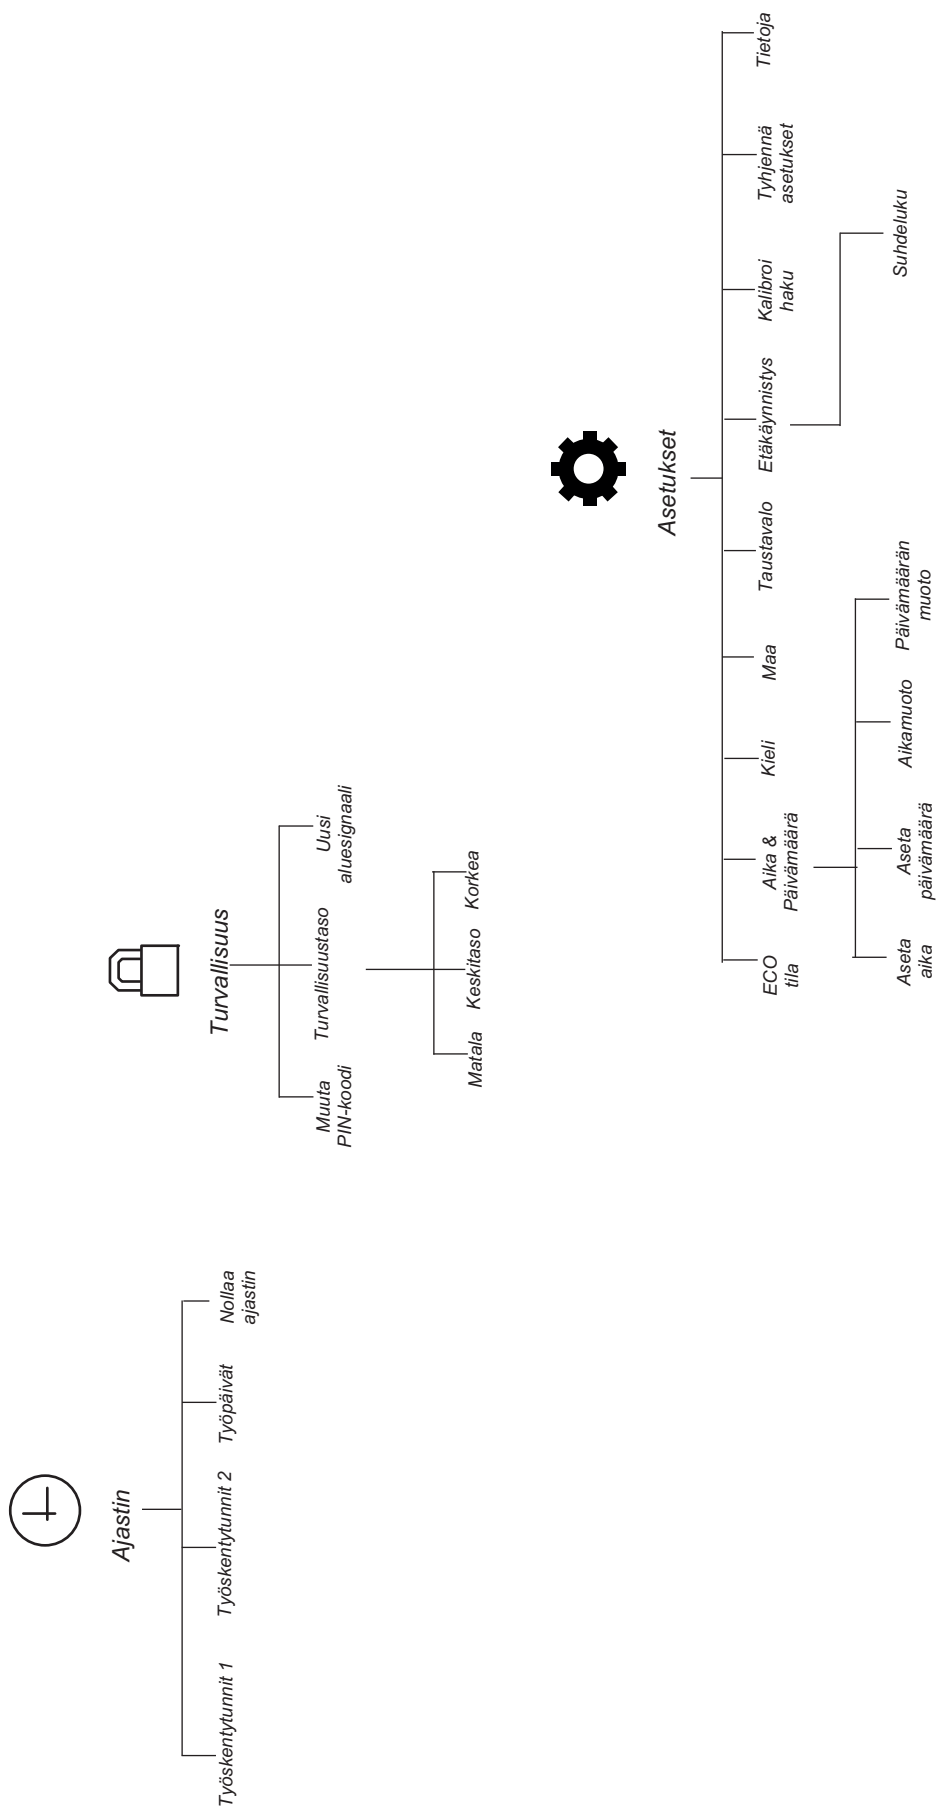 Ajastin
Työskentytunnit 1
Työskentytunnit 2
Työpäivät
Nollaa
ajastin
Turvallisuus
Muuta
PIN-koodi
Turvallisuustaso
Uusi
aluesignaali
Matala
Keskitaso
Korkea
Asetukset
ECO
tila
Aika &
Päivämäärä
Kieli
Maa
Taustavalo
Etäkäynnistys
Kalibroi
haku
Tyhjennä
asetukset
Tietoja
Aseta
aika
Aseta
päivämäärä
Aikamuoto
Päivämäärän
muoto
Suhdeluku